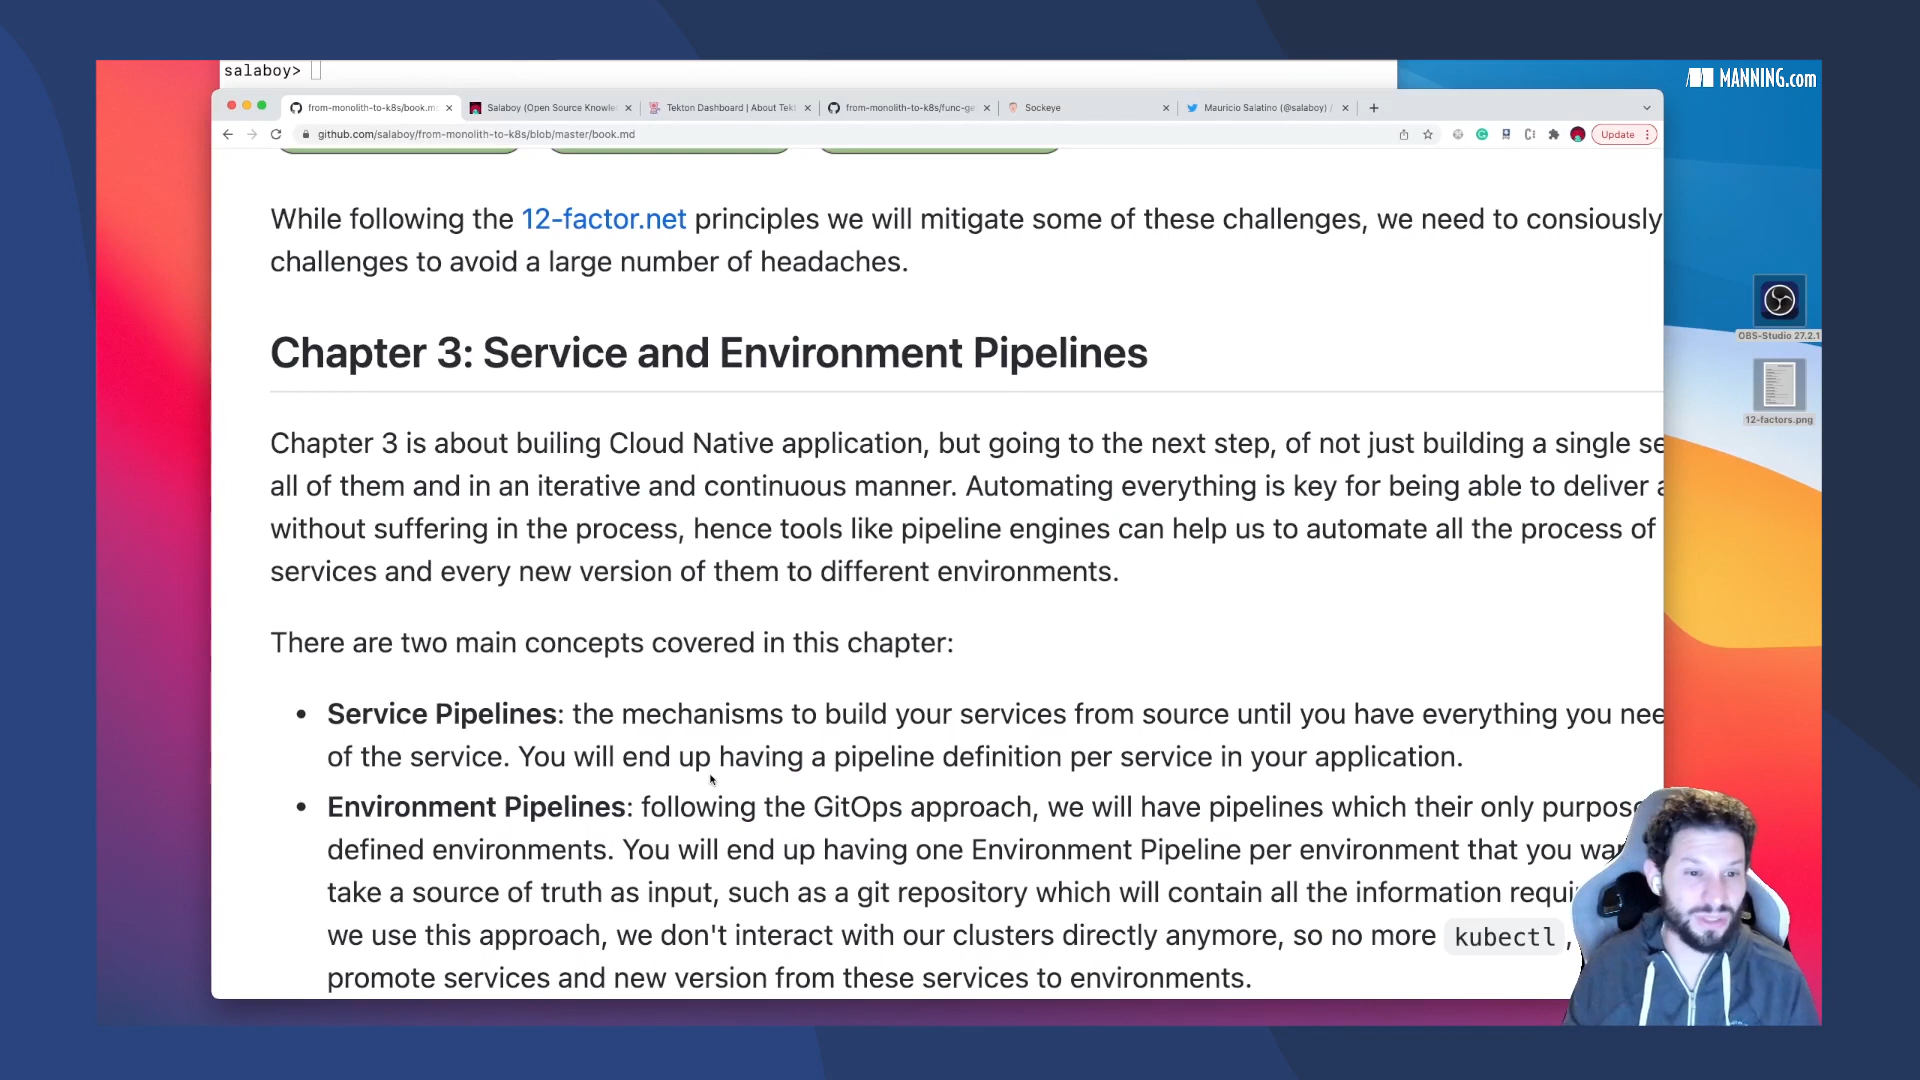 salaboy>
MANNING.com
from-monolith-to-k8s/book.m
Salaboy (Open Source Knowle
Tekton Dashboard | About Tekt
from-monolith-to-k8s/func-ge
Sockeye
Mauricio Salatino (@salaboy) /
github.com/salaboy/from-monolith-to-k8s/blob/master/book.md
Update
While following the 12-factor.net principles we will mitigate some of these challenges, we need to consiously
challenges to avoid a large number of headaches.
Chapter 3: Service and Environment Pipelines
Chapter 3 is about builing Cloud Native application, but going to the next step, of not just building a single se
all of them and in an iterative and continuous manner. Automating everything is key for being able to deliver a
without suffering in the process, hence tools like pipeline engines can help us to automate all the process of
services and every new version of them to different environments.
There are two main concepts covered in this chapter:
• Service Pipelines: the mechanisms to build your services from source until you have everything you nee
of the service. You will end up having a pipeline definition per service in your application.
• Environment Pipelines: following the GitOps approach, we will have pipelines which their only purpose
defined environments. You will end up having one Environment Pipeline per environment that you wan
take a source of truth as input, such as a git repository which will contain all the information requi
we use this approach, we don't interact with our clusters directly anymore, so no more kubectl,
promote services and new version from these services to environments.
OBS-Studio 27.2.1
12-factors.png